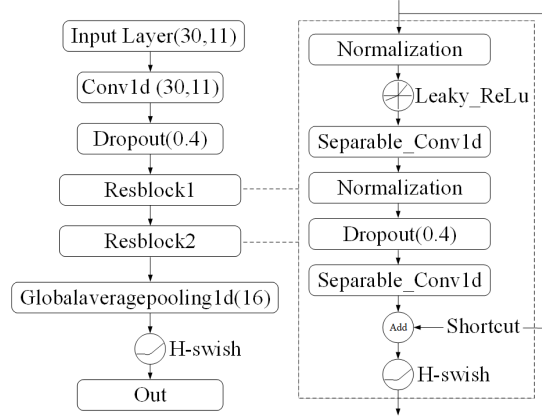 Input Layer(30,11)
Conv1d (30,11)
Dropout(0.4)
Resblock1
Resblock2
Globalaveragepooling1d(16)
H-swish
Out
Normalization
Leaky_ReLu
Separable_Conv1d
Normalization
Dropout(0.4)
Separable_Conv1d
Add
Shortcut
H-swish